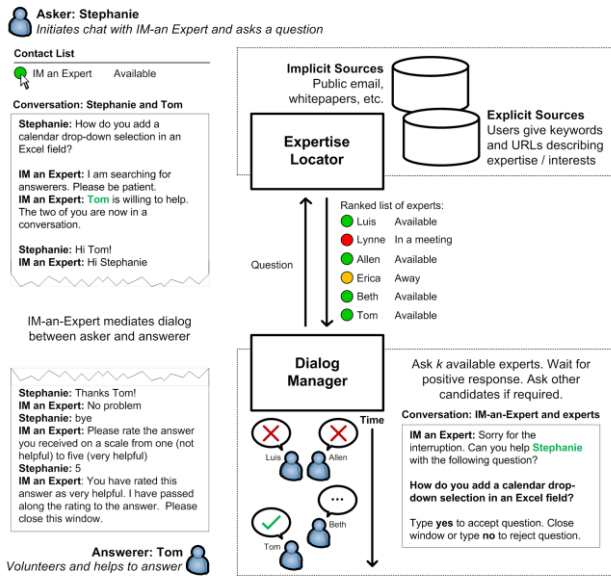 Asker: Stephanie
Initiates chat with IM-an Expert and asks a question
Contact List
IM an Expert Available
Conversation: Stephanie and Tom
Stephanie: How do you add a
calendar drop-down selection in an
Excel field?
IM an Expert: I am searching for
answerers. Please be patient.
IM an Expert: Tom is willing to help.
The two of you are now in a
conversation.
Stephanie: Hi Tom!
IM an Expert: Hi Stephanie
IM-an-Expert mediates dialog
between asker and answerer
Stephanie: Thanks Tom!
IM an Expert: No problem
Stephanie: bye
IM an Expert: Please rate the answer
you received on a scale from one (not
helpful) to five (very helpful)
Stephanie: 5
IM an Expert: You have rated this
answer as very helpful. I have passed
along the rating to the answer. Please
close this window.
Answerer: Tom
Volunteers and helps to answer
Implicit Sources
Public email,
whitepapers, etc.
Explicit Sources
Users give keywords
and URLs describing
expertise / interests
Expertise
Locator
Question
Ranked list of experts:
Luis Available
Lynne In a meeting
Allen Available
Erica Away
Beth Available
Tom Available
Dialog
Manager
Ask k available experts. Wait for
positive response. Ask other
candidates if required.
Time
Luis
Allen
...
Beth
Tom
Conversation: IM-an-Expert and experts
IM an Expert: Sorry for the
interruption. Can you help Stephanie
with the following question?
How do you add a calendar drop-
down selection in an Excel field?
Type yes to accept question. Close
window or type no to reject question.